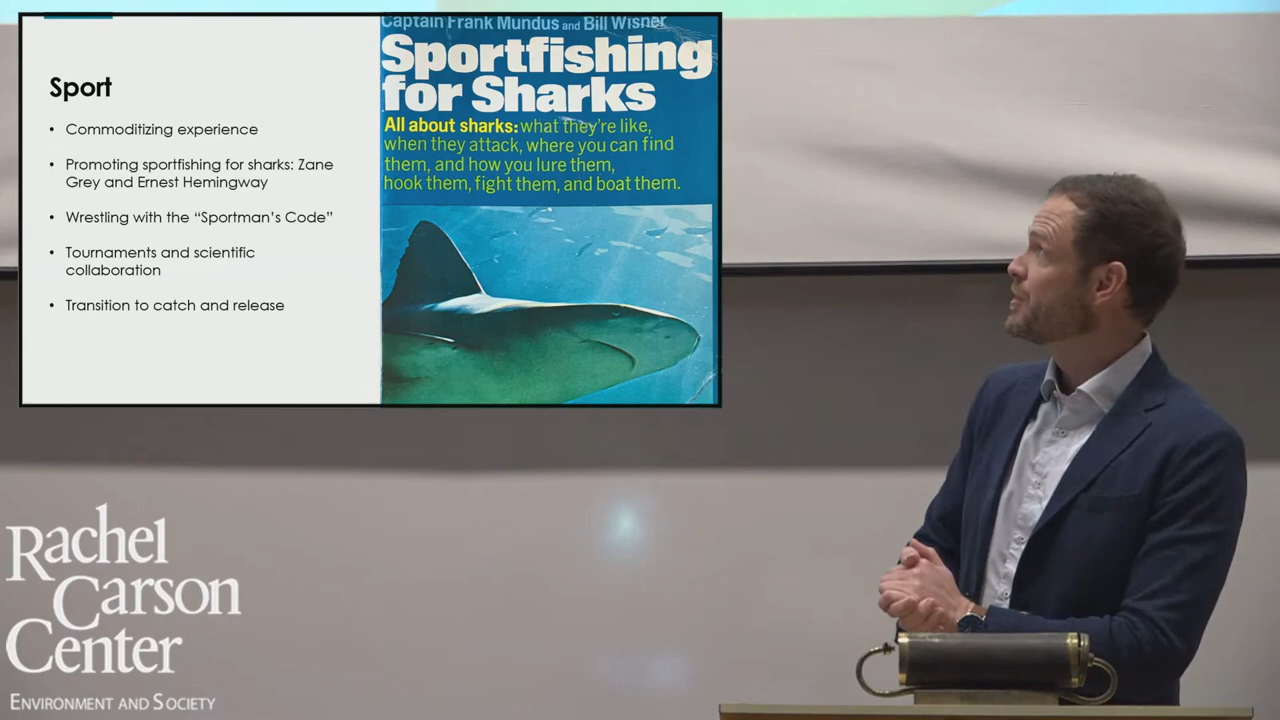 Sport
• Commoditizing experience
• Promoting sportfishing for sharks: Zane
Grey and Ernest Hemingway
• Wrestling with the “Sportman’s Code”
• Tournaments and scientific
collaboration
• Transition to catch and release
Captain Frank Mundus and Bill Wisner
Sportfishing
for Sharks
All about sharks: what they're like,
when they attack, where you can find
them, and how you lure them,
hook them, fight them, and boat them.
Rachel
Carson
Center
ENVIRONMENT AND SOCIETY